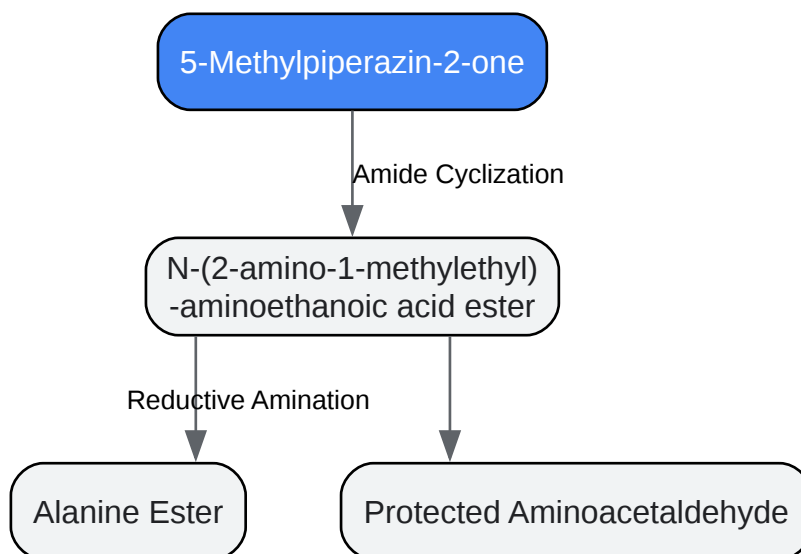 5-Methylpiperazin-2-one
Amide Cyclization
N-(2-amino-1-methylethyl)
-aminoethanoic acid ester
Reductive Amination
Alanine Ester
Protected Aminoacetaldehyde